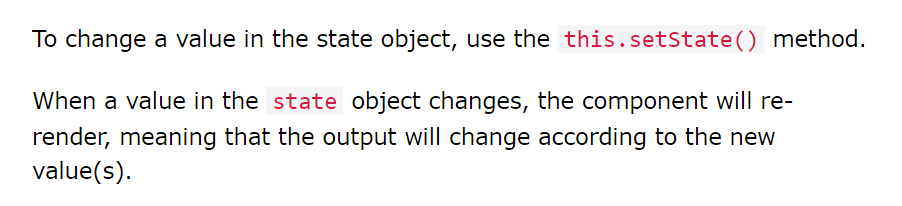 To change a value in the state object, use the this.setState() method.
When a value in the state object changes, the component will re-
render, meaning that the output will change according to the new
value(s).